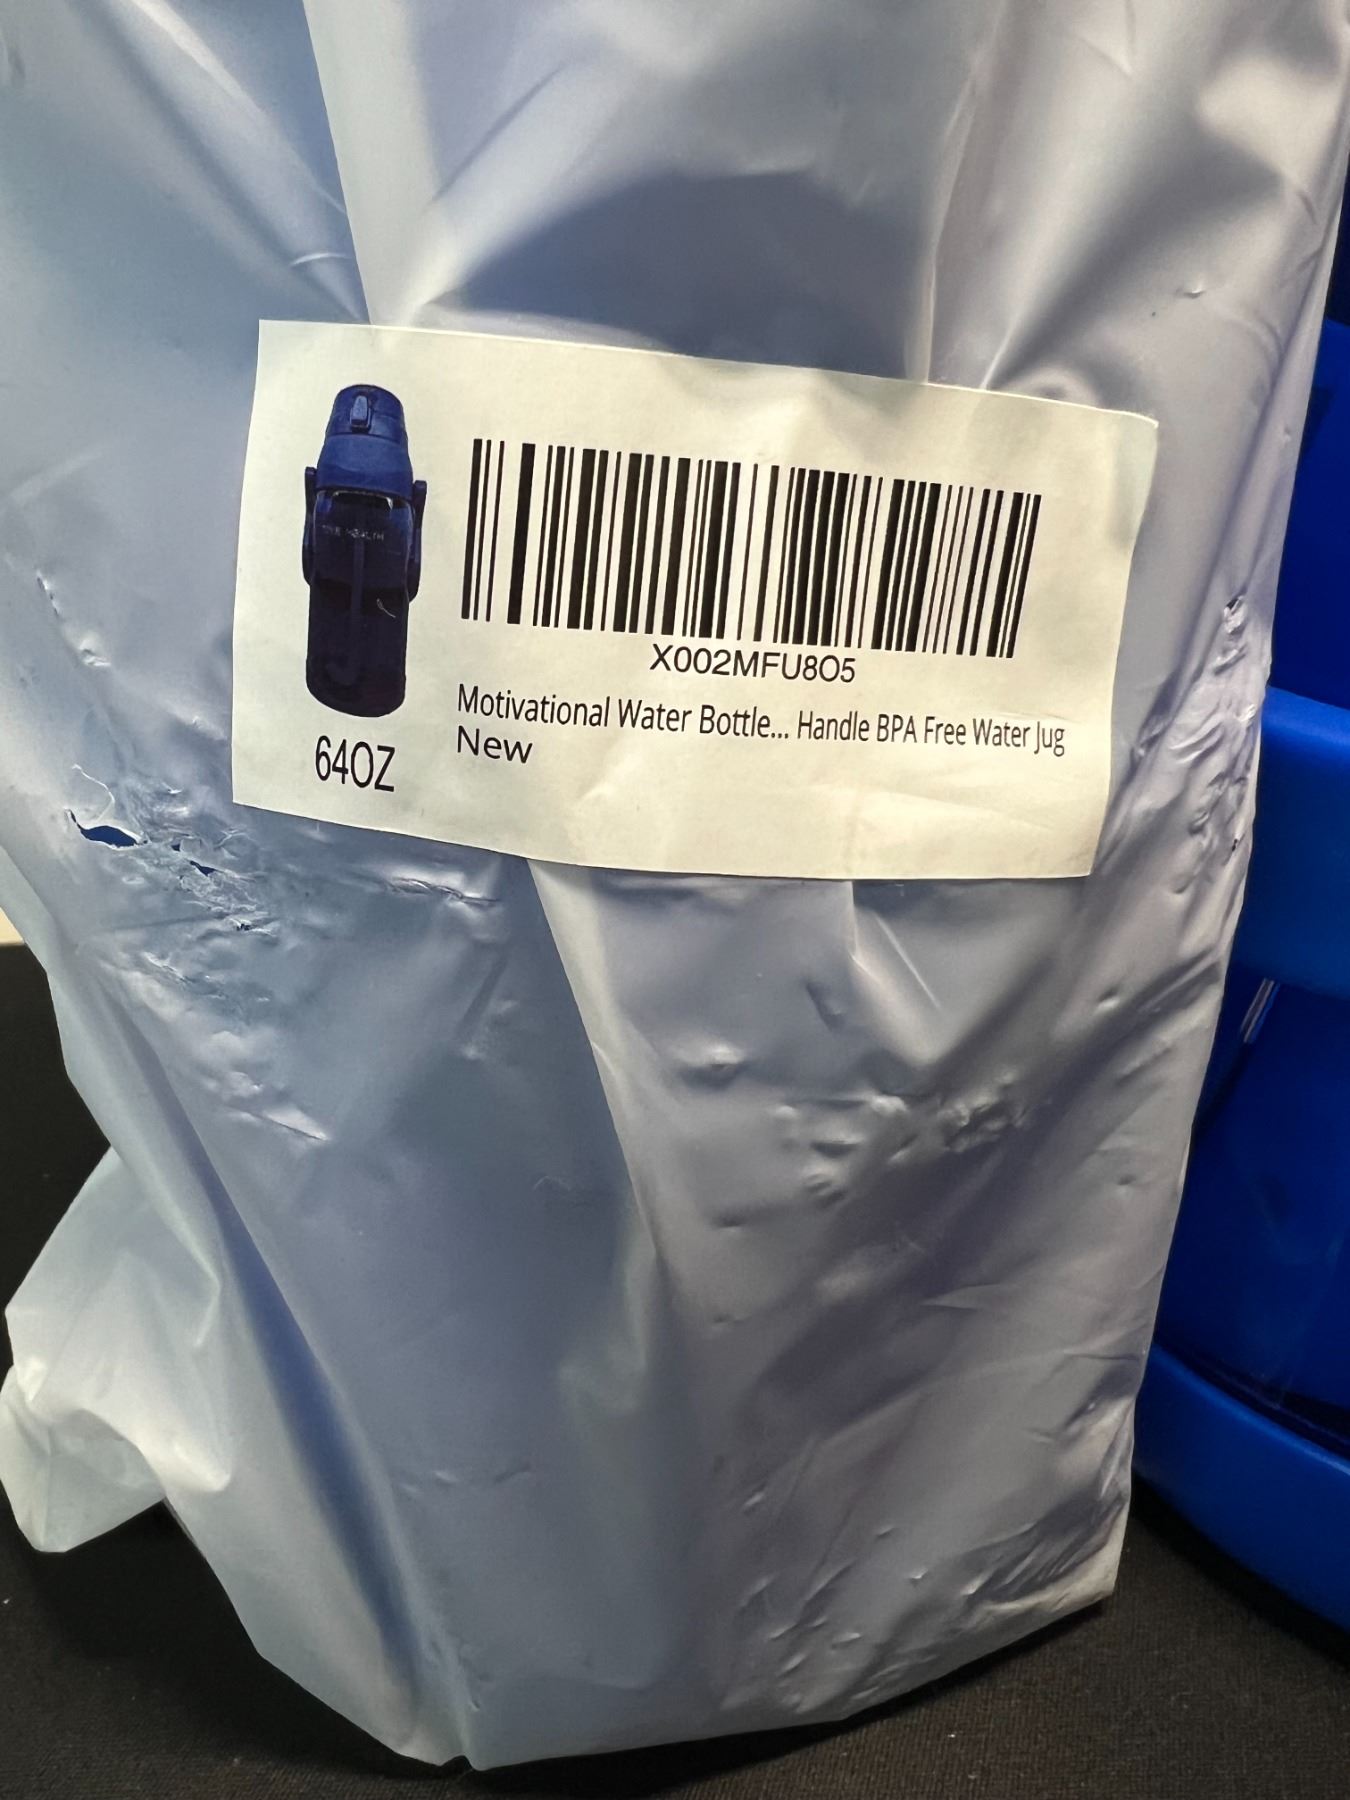 X002MFU8O5
Motivational Water Bottle... Handle BPA Free Water Jug
New
64OZ